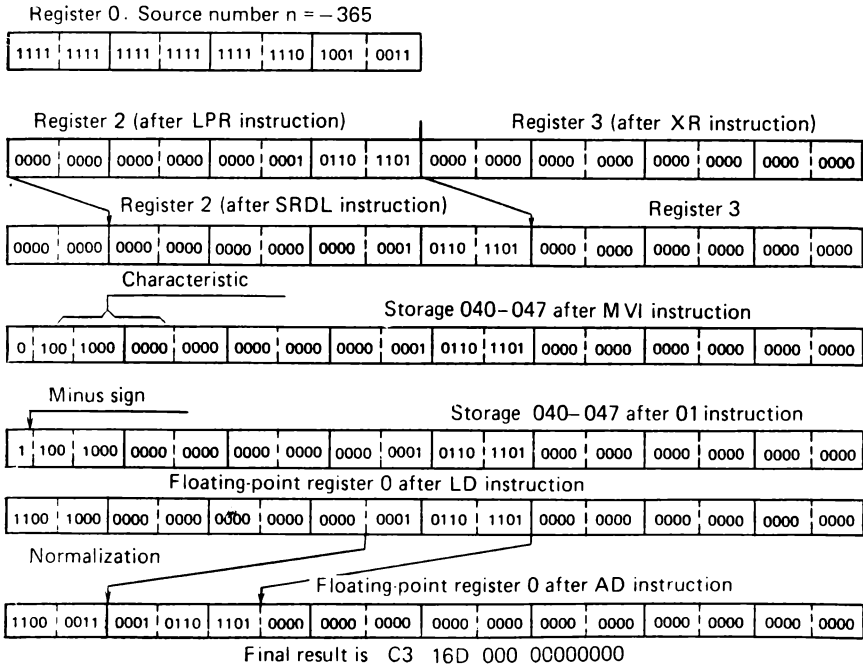 Register 0. Source number n = −365
1111 1111 1111 1111 1111 1110 1001 0011
Register 2 (after LPR instruction) Register 3 (after XR instruction)
0000 0000 0000 0000 0000 0001 0110 1101 0000 0000 0000 0000 0000 0000 0000 0000
Register 2 (after SRDL instruction) Register 3
0000 0000 0000 0000 0000 0000 0000 0001 0110 1101 0000 0000 0000 0000 0000 0000
Characteristic
Storage 040–047 after MVI instruction
0 100 1000 0000 0000 0000 0000 0000 0001 0110 1101 0000 0000 0000 0000 0000 0000
Minus sign
Storage 040–047 after 01 instruction
1 100 1000 0000 0000 0000 0000 0000 0001 0110 1101 0000 0000 0000 0000 0000 0000
Floating-point register 0 after LD instruction
1100 1000 0000 0000 0000 0000 0000 0001 0110 1101 0000 0000 0000 0000 0000 0000
Normalization
Floating-point register 0 after AD instruction
1100 0011 0001 0110 1101 0000 0000 0000 0000 0000 0000 0000 0000 0000 0000 0000
Final result is C3 16D 000 00000000